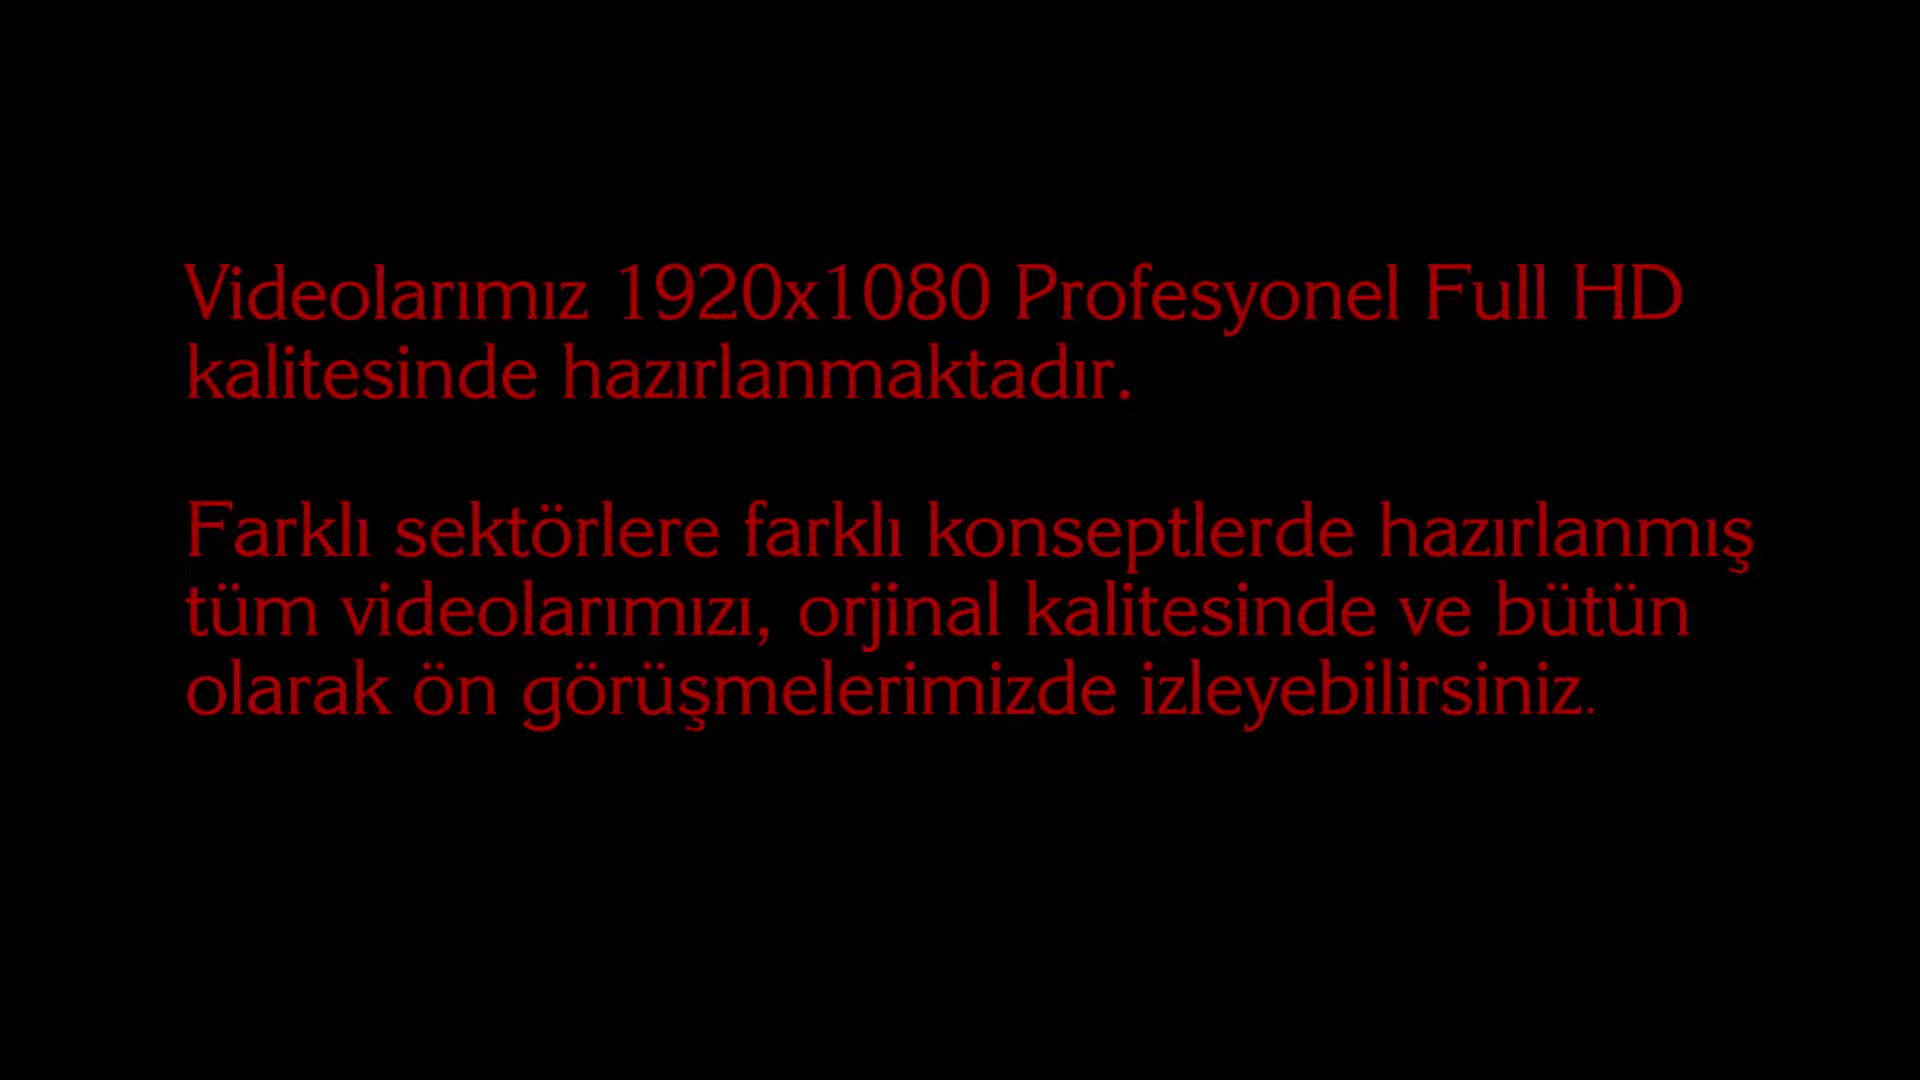 Videolarımız 1920x1080 Profesyonel Full HD
kalitesinde hazırlanmaktadır.
Farklı sektörlere farklı konseptlerde hazırlanmış
tüm videolarımızı, orjinal kalitesinde ve bütün
olarak ön görüşmelerimizde izleyebilirsiniz.